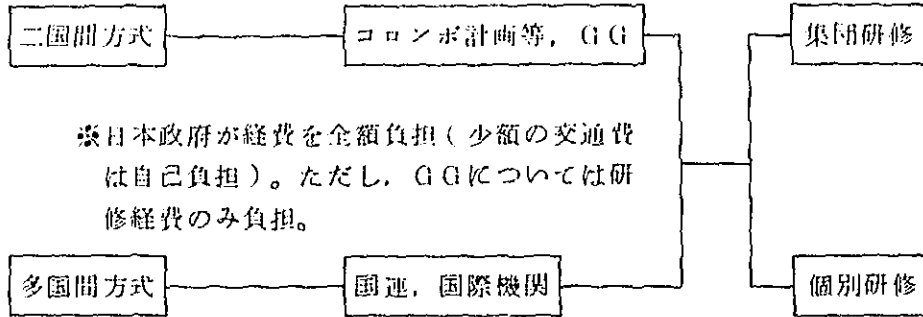 二国間方式
コロンボ計画等，GG
集団研修
※日本政府が経費を全額負担（少額の交通費
は自己負担）。ただし，GGについては研
修経費のみ負担。
多国間方式
国連，国際機関
個別研修